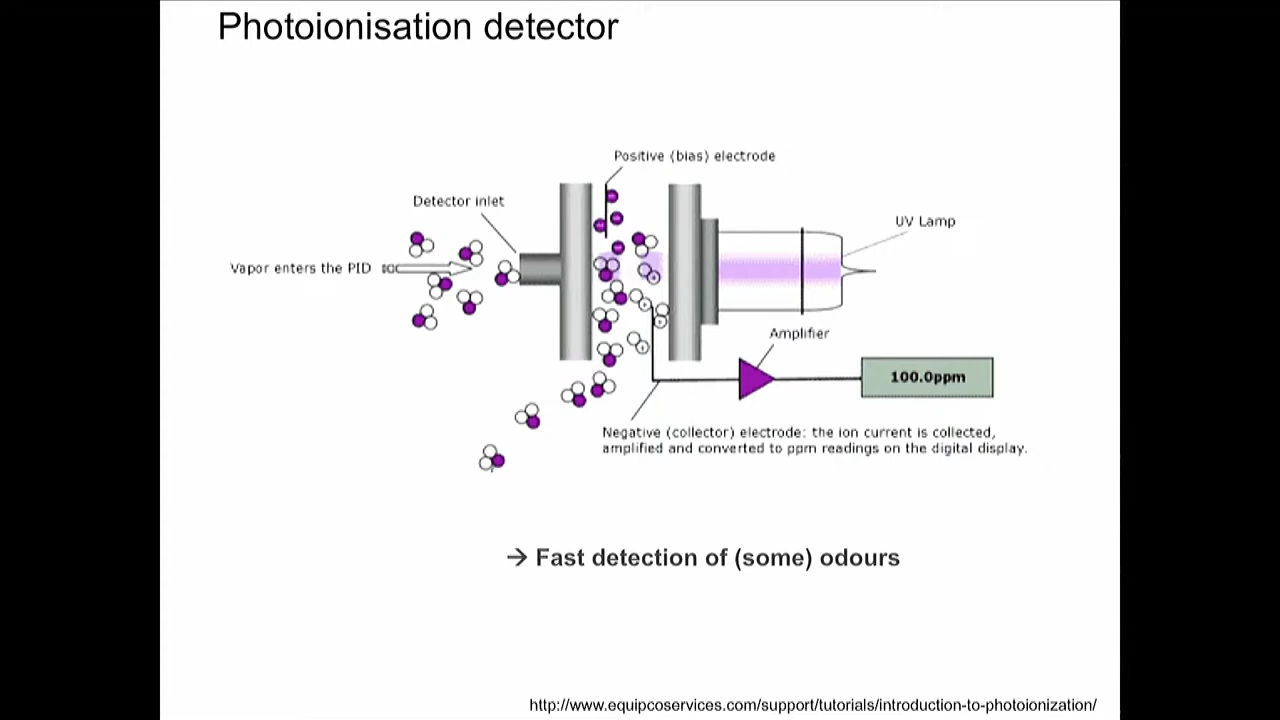 Photoionisation detector
Positive (bias) electrode
Detector inlet
UV Lamp
Vapor enters the PID
Amplifier
100.0ppm
Negative (collector) electrode: the ion current is collected,
amplified and converted to ppm readings on the digital display.
→ Fast detection of (some) odours
http://www.equipcoservices.com/support/tutorials/introduction-to-photoionization/